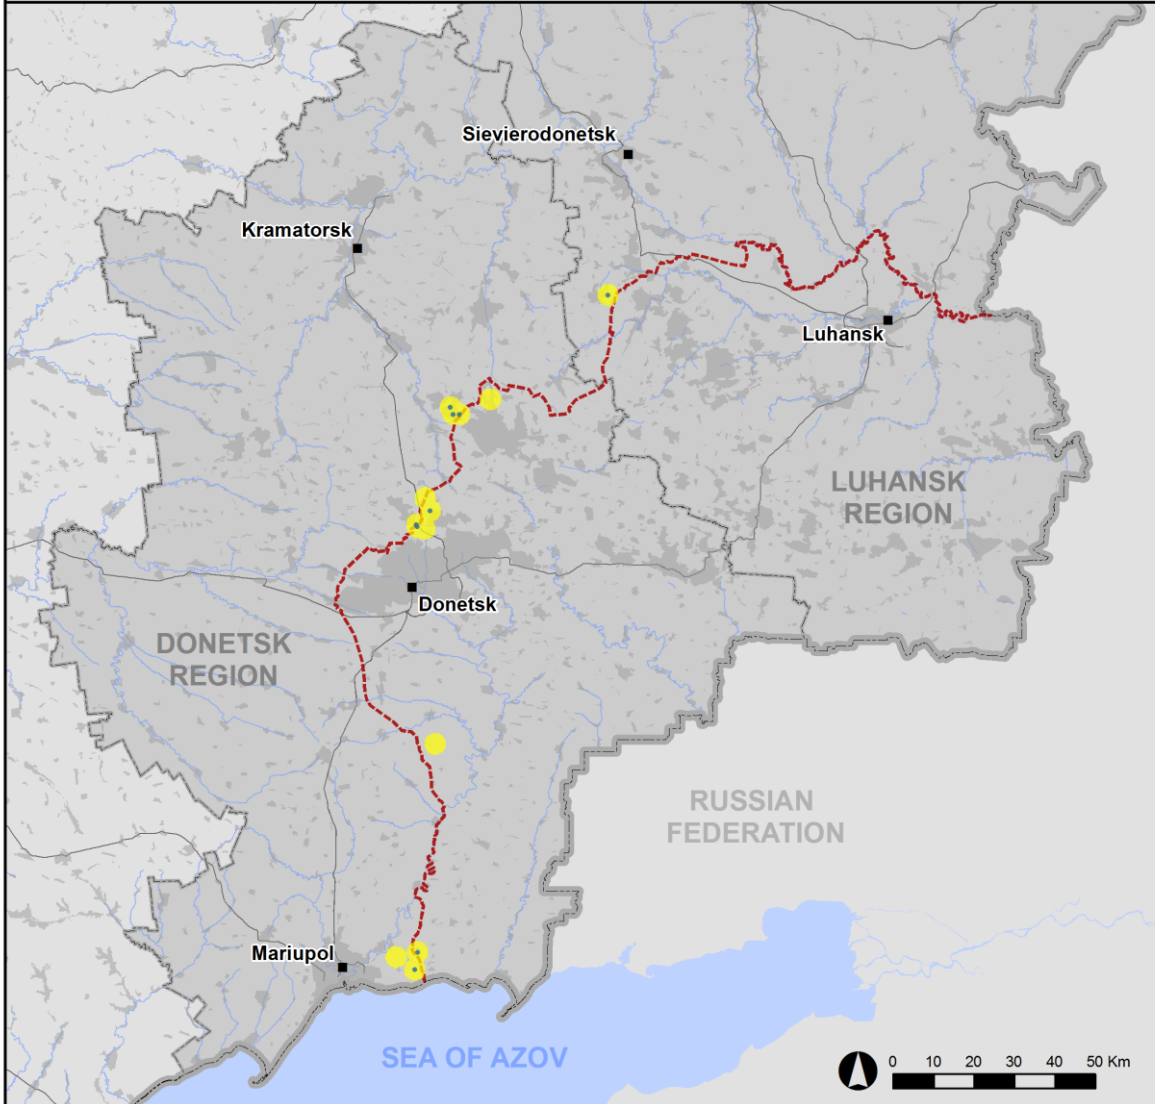 Sievierodonetsk
Kramatorsk
Luhansk
LUHANSK
REGION
Donetsk
DONETSK
REGION
RUSSIAN
FEDERATION
Mariupol
SEA OF AZOV
0 10 20 30 40 50 Km